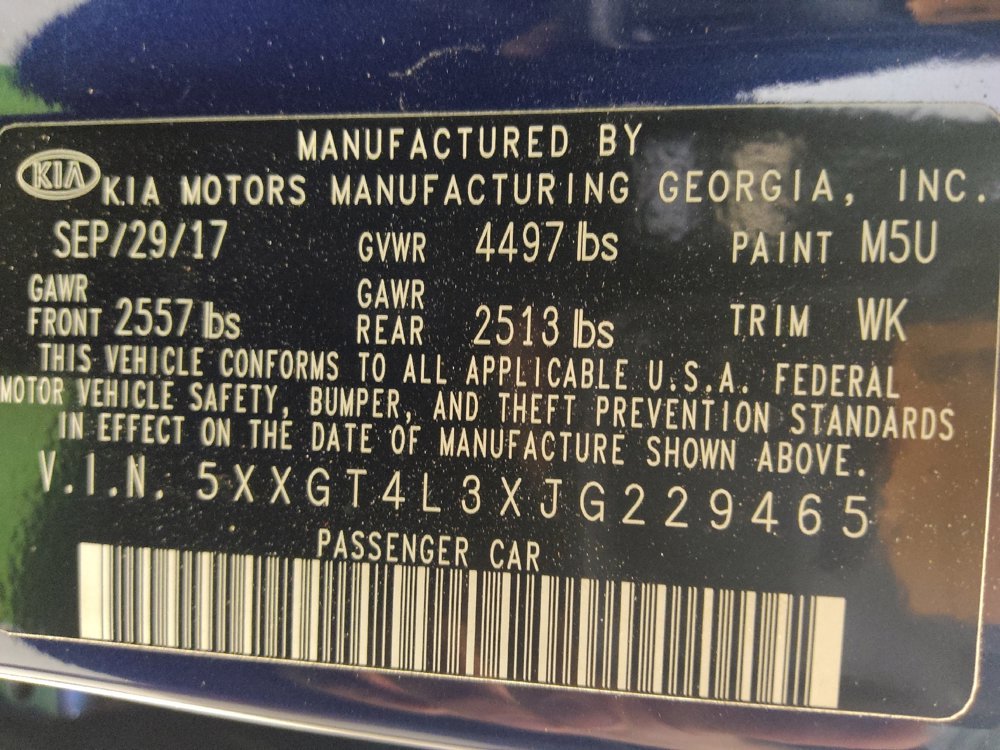 MANUFACTURED BY
KIA KIA MOTORS MANUFACTURING GEORGIA, INC.
SEP/29/17 GVWR 4497 lbs PAINT M5U
GAWR FRONT 2557 lbs GAWR REAR 2513 lbs TRIM WK
THIS VEHICLE CONFORMS TO ALL APPLICABLE U.S.A. FEDERAL
MOTOR VEHICLE SAFETY, BUMPER, AND THEFT PREVENTION STANDARDS
IN EFFECT ON THE DATE OF MANUFACTURE SHOWN ABOVE.
V.I.N. 5XXGT4L3XJG229465
PASSENGER CAR